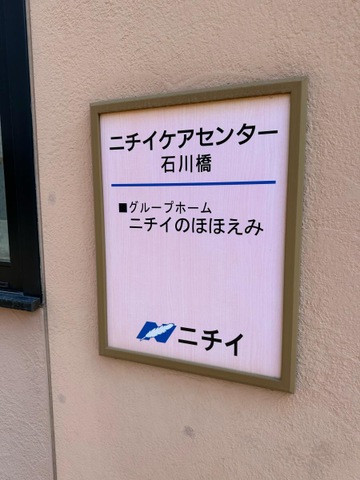 ニチイケアセンター
石川橋
■グループホーム
ニチイのほほえみ
ニチイ